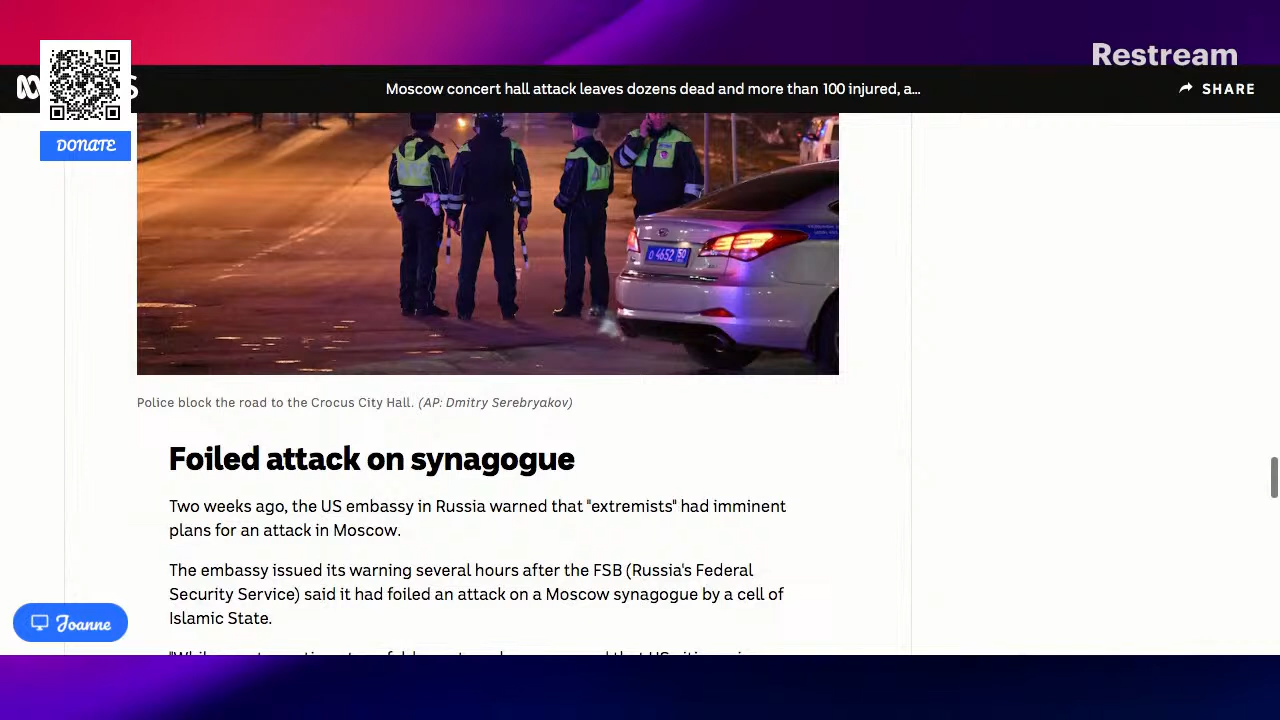 Restream
S
Moscow concert hall attack leaves dozens dead and more than 100 injured, a...
SHARE
DONATE
Police block the road to the Crocus City Hall. (AP: Dmitry Serebryakov)
Foiled attack on synagogue
Two weeks ago, the US embassy in Russia warned that "extremists" had imminent
plans for an attack in Moscow.
The embassy issued its warning several hours after the FSB (Russia's Federal
Security Service) said it had foiled an attack on a Moscow synagogue by a cell of
Islamic State.
Joanne